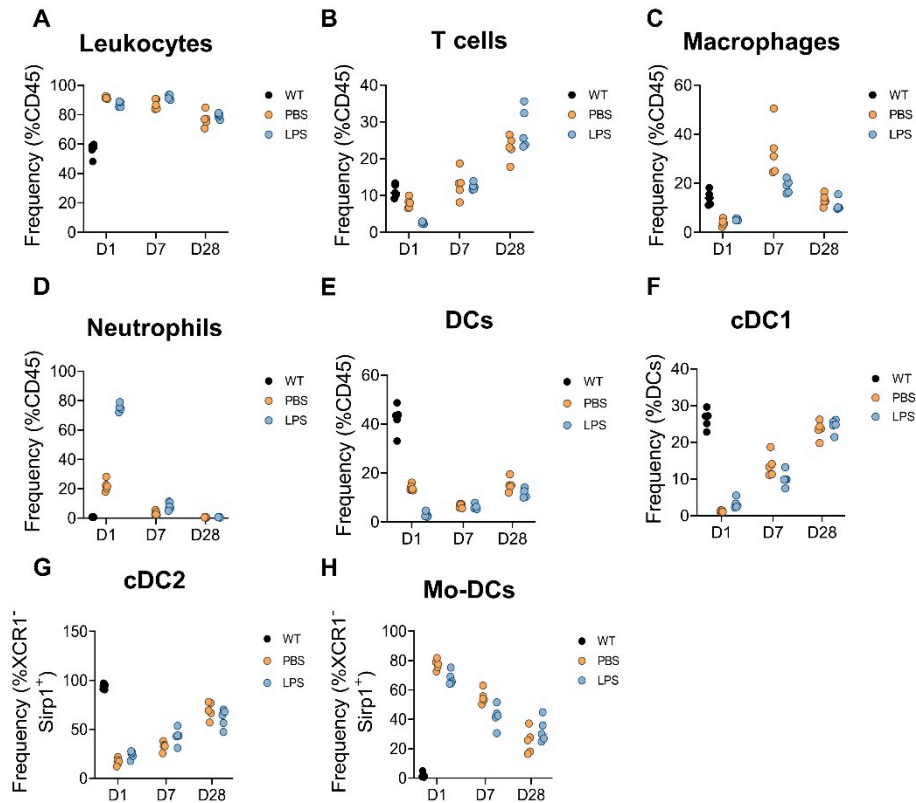 A
Leukocytes
Frequency (%CD45)
100
80
60
40
20
0
D1 D7 D28
WT
PBS
LPS
B
T cells
Frequency (%CD45)
40
30
20
10
0
D1 D7 D28
WT
PBS
LPS
C
Macrophages
Frequency (%CD45)
60
40
20
0
D1 D7 D28
WT
PBS
LPS
D
Neutrophils
Frequency (%CD45)
100
80
60
40
20
0
D1 D7 D28
WT
PBS
LPS
E
DCs
Frequency (%CD45)
60
40
20
0
D1 D7 D28
WT
PBS
LPS
F
cDC1
Frequency (%DCs)
40
30
20
10
0
D1 D7 D28
WT
PBS
LPS
G
cDC2
Frequency (%XCR1-
Sirp1+)
150
100
50
0
D1 D7 D28
WT
PBS
LPS
H
Mo-DCs
Frequency (%XCR1-
Sirp1+)
100
80
60
40
20
0
D1 D7 D28
WT
PBS
LPS